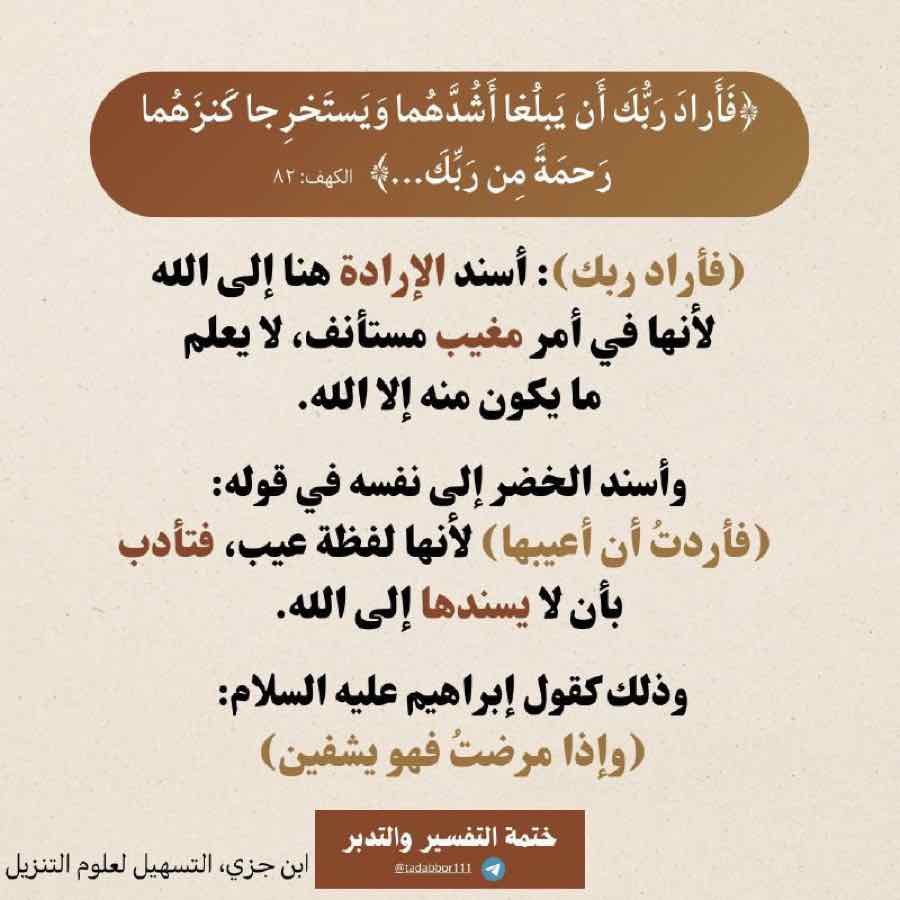 ﴿فَأَرادَ رَبُّكَ أَن يَبلُغا أَشُدَّهُما وَيَستَخرِجا كَنزَهُما
رَحمَةً مِن رَبِّكَ...﴾ الكهف: ٨٢
(فأراد ربك): أسند الإرادة هنا إلى الله
لأنها في أمر مغيب مستأنف، لا يعلم
ما يكون منه إلا الله.
وأسند الخضر إلى نفسه في قوله:
(فأردتُ أن أعيبها) لأنها لفظة عيب، فتأدب
بأن لا يسندها إلى الله.
وذلك كقول إبراهيم عليه السلام:
(وإذا مرضتُ فهو يشفين)
ختمة التفسير والتدبر
@tadabbor111
ابن جزي، التسهيل لعلوم التنزيل